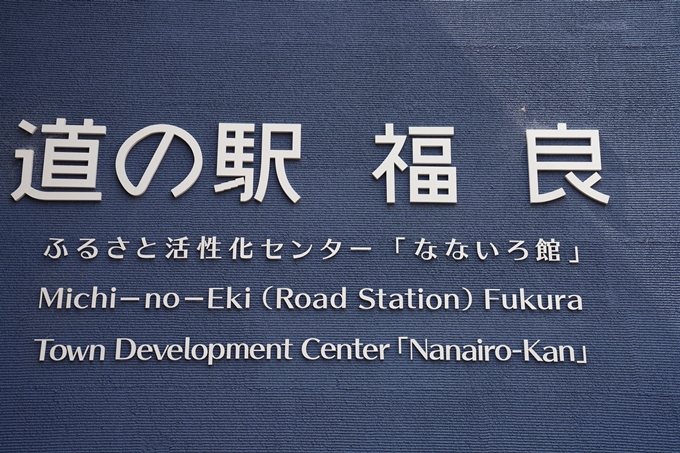 道の駅 福良
ふるさと活性化センター「なないろ館」
Michi－no－Eki (Road Station) Fukura
Town Development Center「Nanairo-Kan」